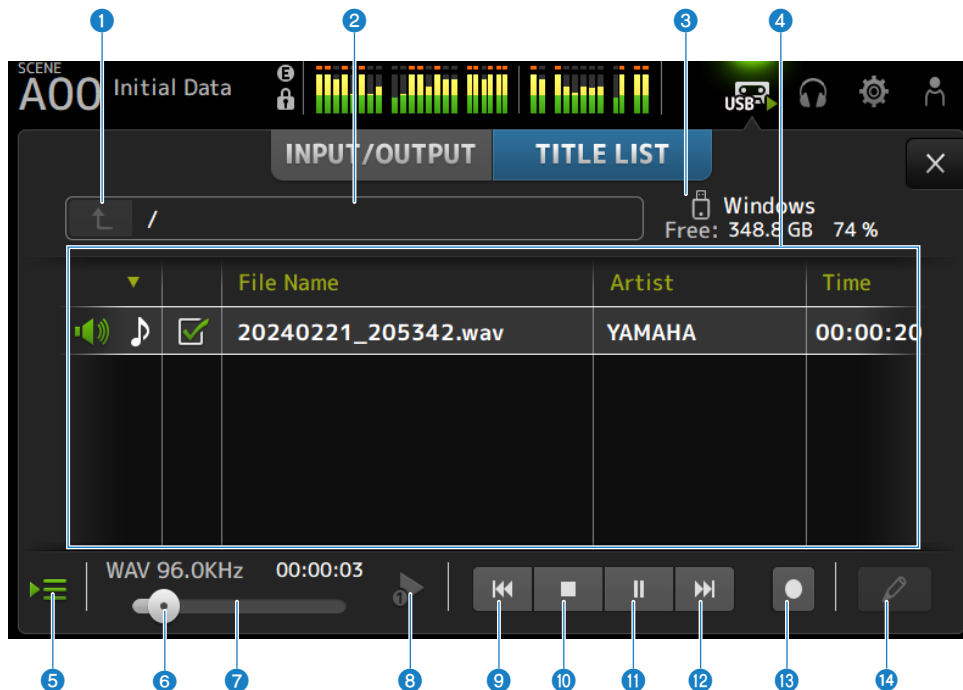 1 2 3 4
SCENE
A00 Initial Data E USB
INPUT/OUTPUT TITLE LIST
/ Windows
Free: 348.8 GB 74 %
File Name Artist Time
20240221_205342.wav YAMAHA 00:00:20
WAV 96.0KHz 00:00:03
1
5 6 7 8 9 10 11 12 13 14